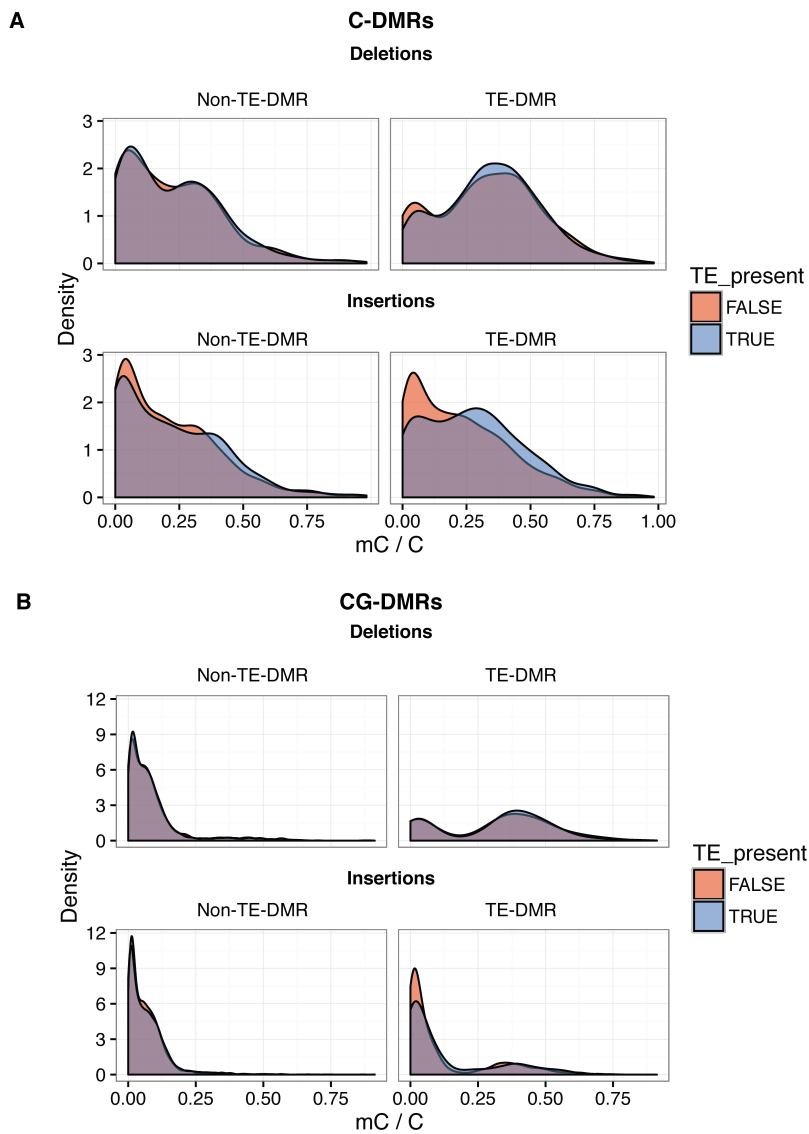 A
C-DMRs
Deletions
Non-TE-DMR
TE-DMR
3
2
1
0
Insertions
Non-TE-DMR
TE-DMR
3
2
1
0
0.00 0.25 0.50 0.75
0.00 0.25 0.50 0.75 1.00
mC / C
Density
TE_present
FALSE
TRUE
B
CG-DMRs
Deletions
Non-TE-DMR
TE-DMR
12
9
6
3
0
Insertions
Non-TE-DMR
TE-DMR
12
9
6
3
0
0.00 0.25 0.50 0.75
0.00 0.25 0.50 0.75
mC / C
Density
TE_present
FALSE
TRUE